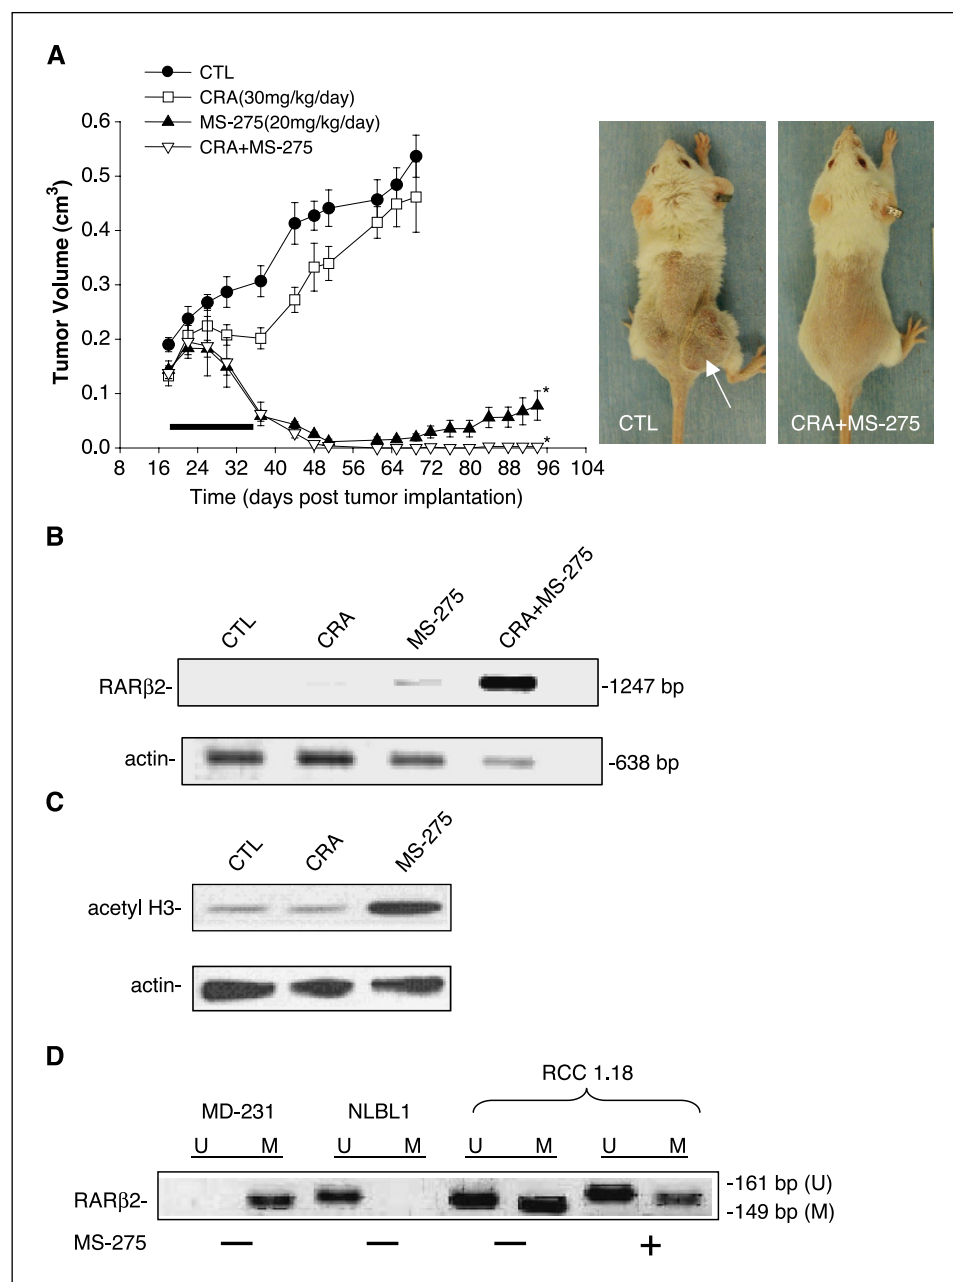 A
CTL
CRA(30mg/kg/day)
MS-275(20mg/kg/day)
CRA+MS-275
Tumor Volume (cm³)
0.6
0.5
0.4
0.3
0.2
0.1
0.0
*
*
8 16 24 32 40 48 56 64 72 80 88 96 104
Time (days post tumor implantation)
CTL
CRA+MS-275
B
CTL CRA MS-275 CRA+MS-275
RARβ2- -1247 bp
actin- -638 bp
C
CTL CRA MS-275
acetyl H3-
actin-
D
RCC 1.18
MD-231 NLBL1
U M U M U M U M
RARβ2- -161 bp (U)
-149 bp (M)
MS-275 — — — +